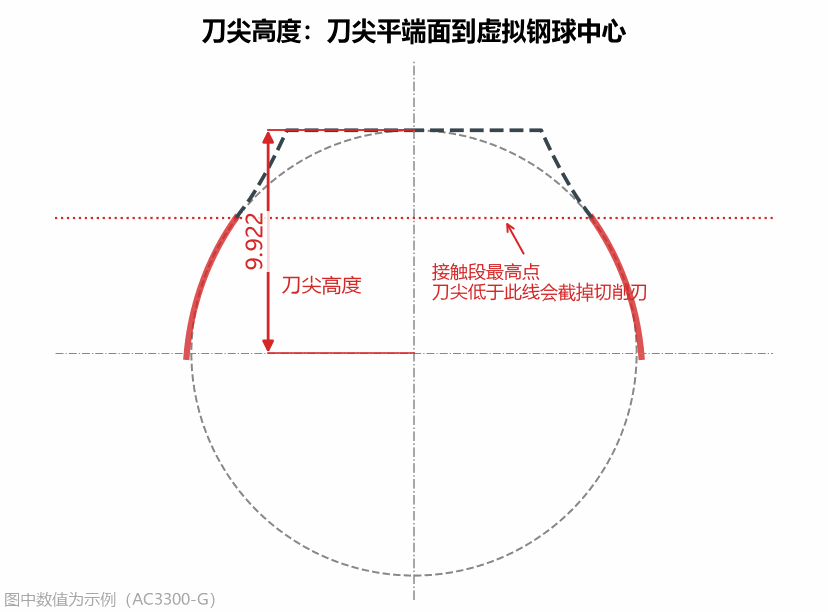 刀尖高度：刀尖平端面到虚拟钢球中心
9.922
刀尖高度
接触段最高点
刀尖低于此线会截掉切削刃
图中数值为示例（AC3300-G）